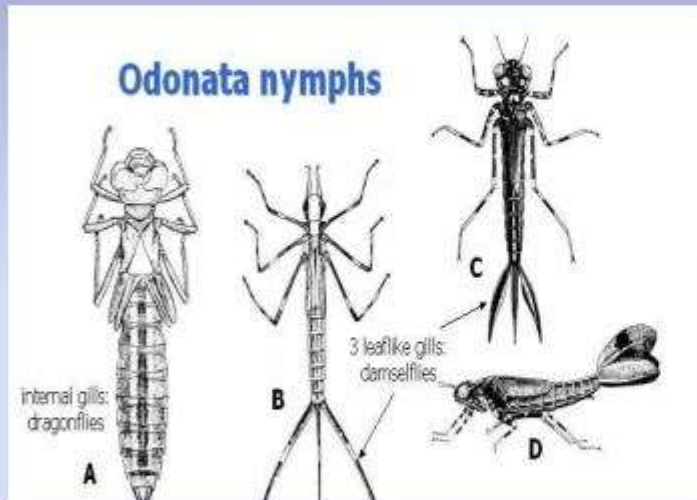 Odonata nymphs
C
3 leaflike gills:
damselflies
B
internal gills:
dragonflies
D
A